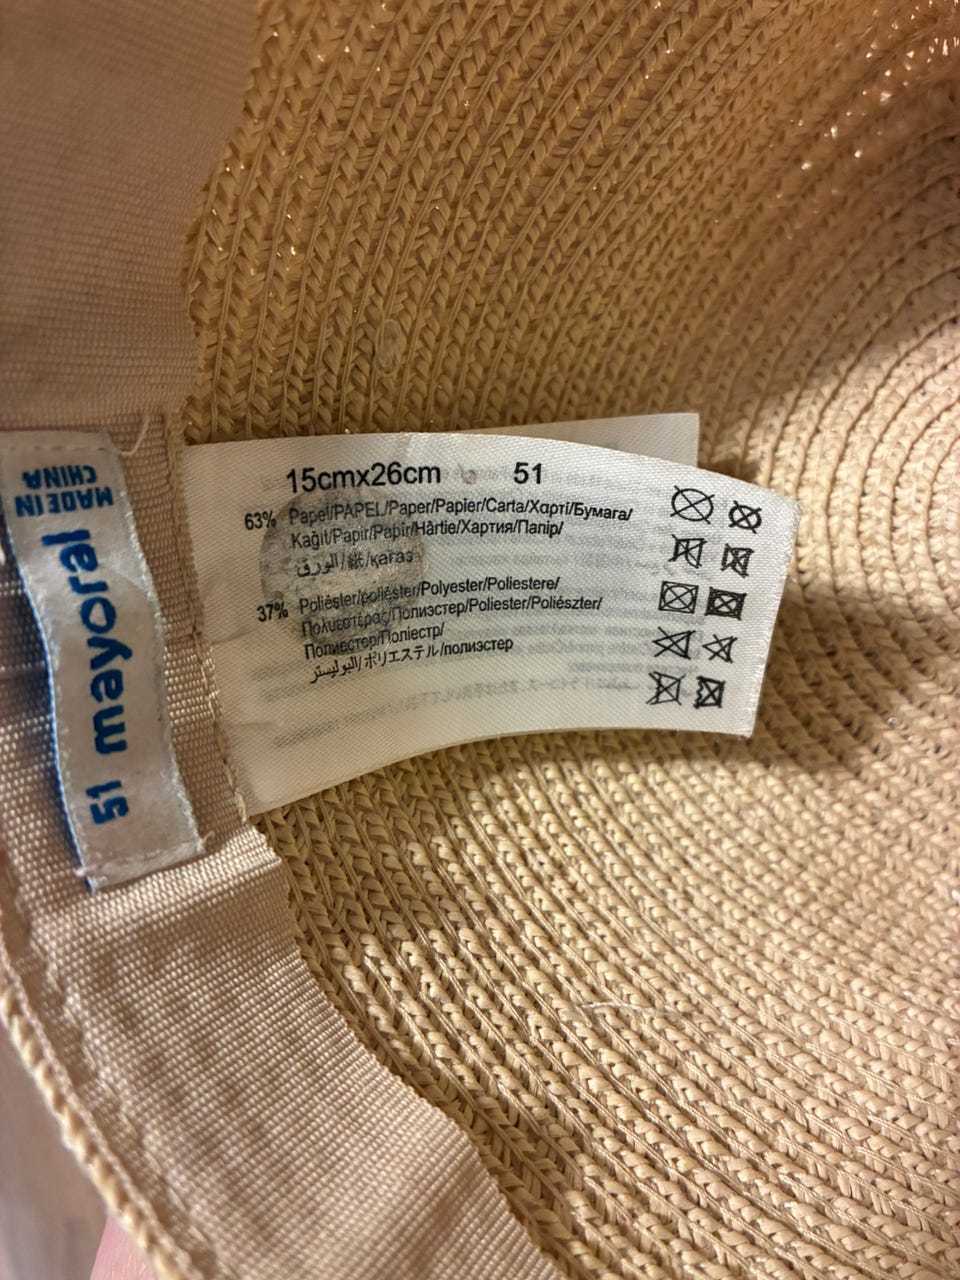 51 mayoral
MADE IN
CHINA
15cmx26cm 51
63% Papel/PAPEL/Paper/Papier/Carta/Χαρτί/Бумага/
Kağıt/Papir/Papír/Hârtie/Хартия/Папір/
الورق/紙/қағаз
37% Poliéster/poliéster/Polyester/Poliestere/
Πολυεστέρας/Полиэстер/Poliester/Poliészter/
Полиестер/Поліестр/
البوليستر/ポリエステル/полиэстер